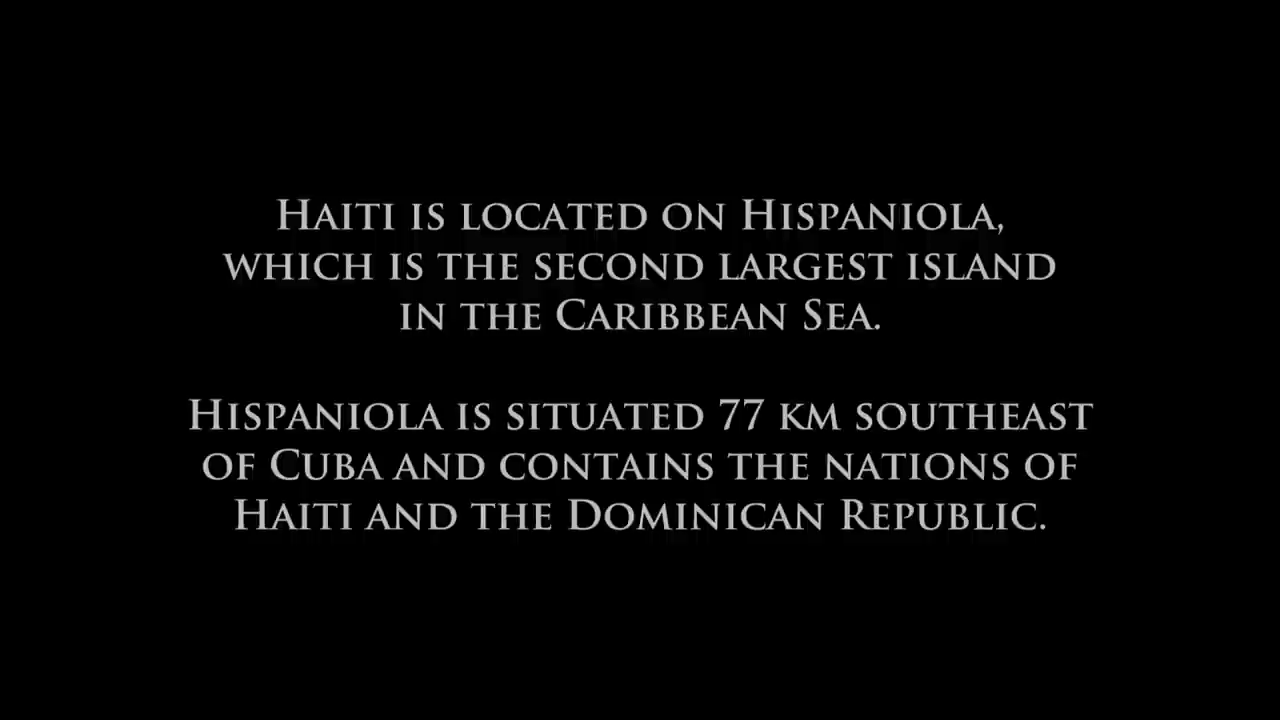 Haiti is located on Hispaniola,
which is the second largest island
in the Caribbean Sea.
Hispaniola is situated 77 km southeast
of Cuba and contains the nations of
Haiti and the Dominican Republic.